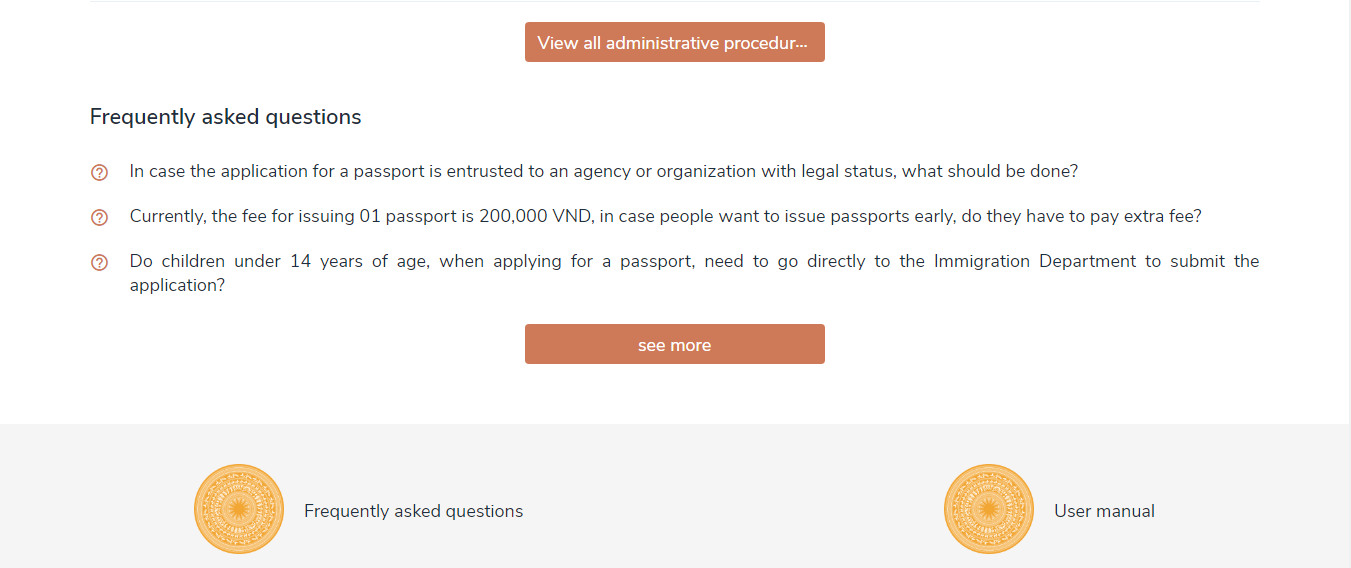 View all administrative procedur...
Frequently asked questions
In case the application for a passport is entrusted to an agency or organization with legal status, what should be done?
Currently, the fee for issuing 01 passport is 200,000 VND, in case people want to issue passports early, do they have to pay extra fee?
Do children under 14 years of age, when applying for a passport, need to go directly to the Immigration Department to submit the
application?
see more
Frequently asked questions
User manual